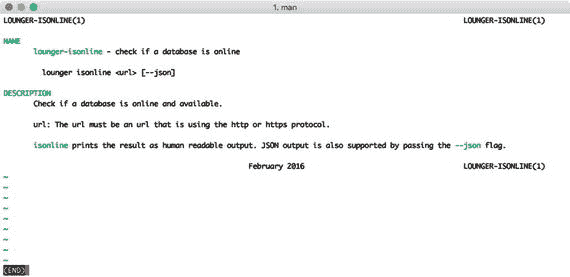 1. man
LOUNGER-ISONLINE(1) LOUNGER-ISONLINE(1)
NAME
lounger-isonline - check if a database is online
lounger isonline <url> [--json]
DESCRIPTION
Check if a database is online and available.
url: The url must be an url that is using the http or https protocol.
isonline prints the result as human readable output. JSON output is also supported by passing the --json flag.
February 2016 LOUNGER-ISONLINE(1)
~
~
~
~
~
~
~
~
~
(END)